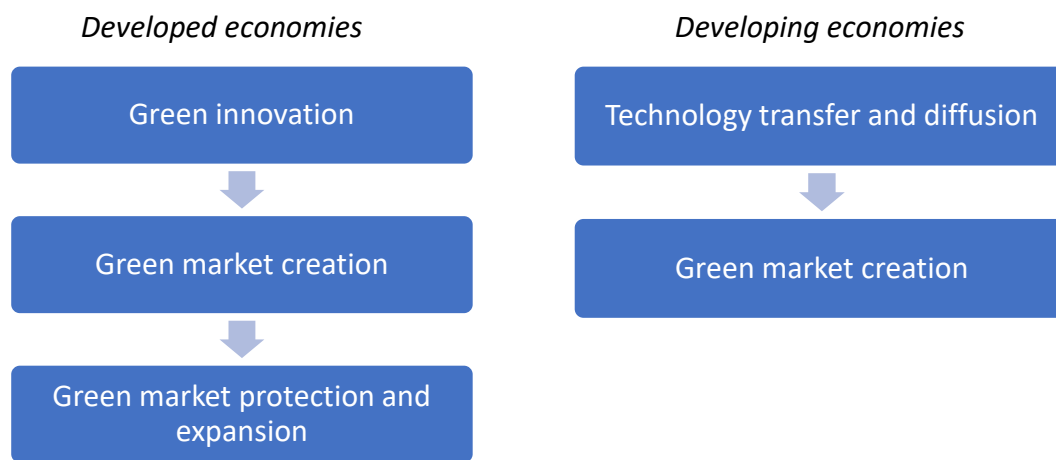 Developed economies
Green innovation
Green market creation
Green market protection and
expansion
Developing economies
Technology transfer and diffusion
Green market creation